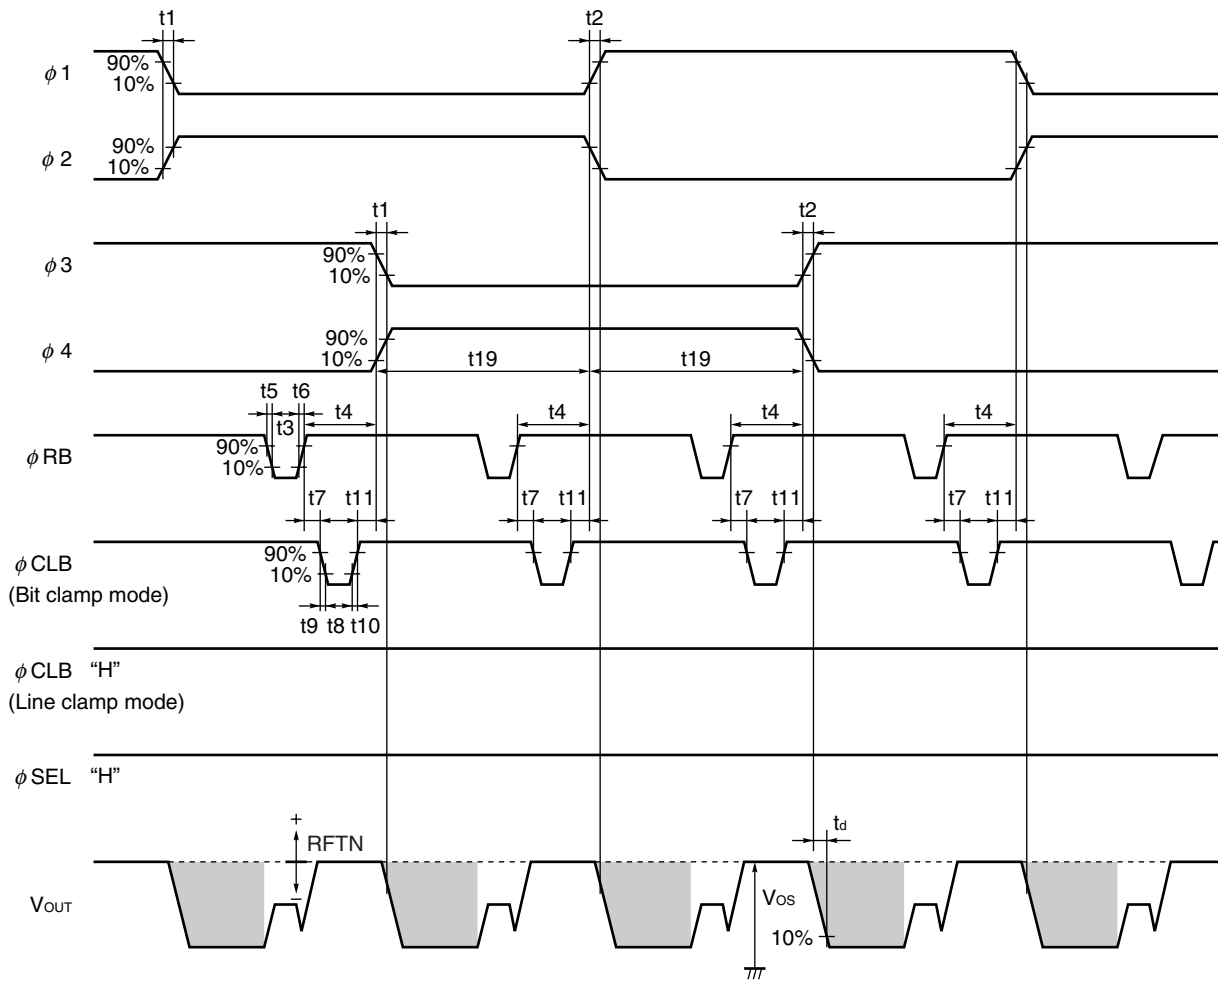 t1 t2
ϕ1 90%
10%
ϕ2 90%
10%
t1 t2
ϕ3 90%
10%
ϕ4 90%
10%
t19 t19
t5 t6
t3 t4 t4 t4 t4
ϕRB 90%
10%
t7 t11 t7 t11 t7 t11 t7 t11
ϕCLB 90%
(Bit clamp mode) 10%
t9 t8 t10
ϕCLB “H”
(Line clamp mode)
ϕSEL “H”
+
RFTN
−
td
VOUT
VOS
10%